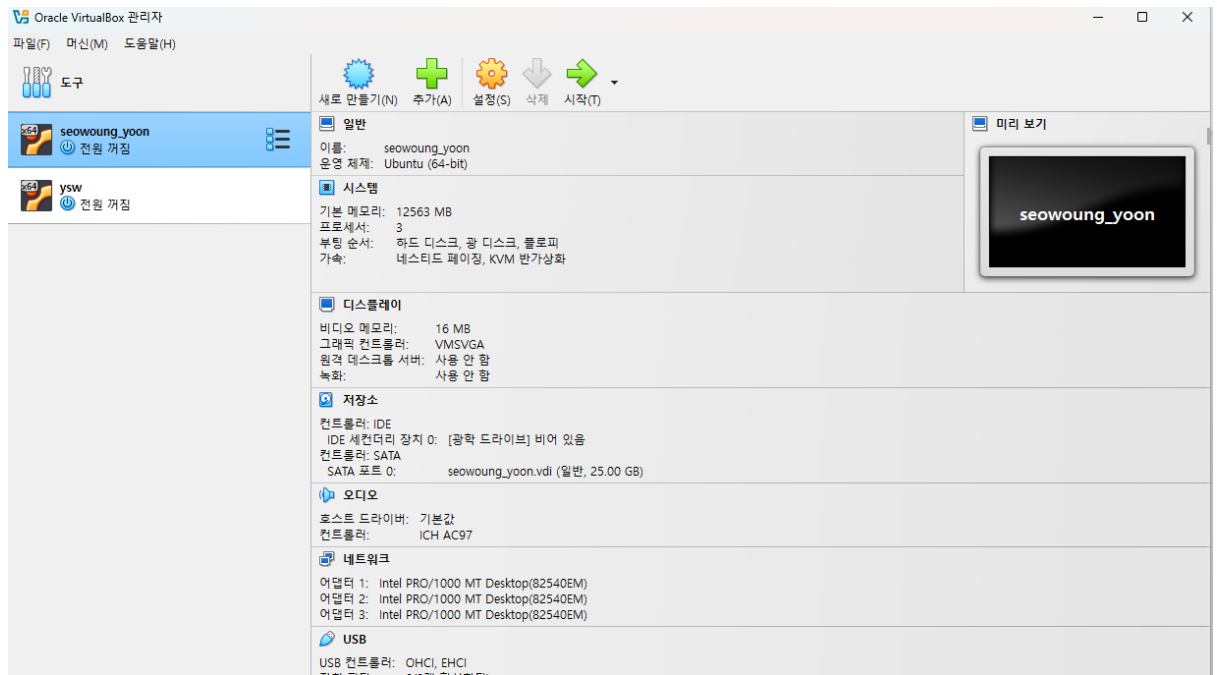 Oracle VirtualBox 관리자
파일(F) 머신(M) 도움말(H)
도구
새로 만들기(N) 추가(A) 설정(S) 삭제 시작(T)
x64 seowoung_yoon
전원 꺼짐
x64 ysw
전원 꺼짐
일반
이름: seowoung_yoon
운영 체제: Ubuntu (64-bit)
시스템
기본 메모리: 12563 MB
프로세서: 3
부팅 순서: 하드 디스크, 광 디스크, 플로피
가속: 네스티드 페이징, KVM 반가상화
미리 보기
seowoung_yoon
디스플레이
비디오 메모리: 16 MB
그래픽 컨트롤러: VMSVGA
원격 데스크톱 서버: 사용 안 함
녹화: 사용 안 함
저장소
컨트롤러: IDE
IDE 세컨더리 장치 0: [광학 드라이브] 비어 있음
컨트롤러: SATA
SATA 포트 0: seowoung_yoon.vdi (일반, 25.00 GB)
오디오
호스트 드라이버: 기본값
컨트롤러: ICH AC97
네트워크
어댑터 1: Intel PRO/1000 MT Desktop(82540EM)
어댑터 2: Intel PRO/1000 MT Desktop(82540EM)
어댑터 3: Intel PRO/1000 MT Desktop(82540EM)
USB
USB 컨트롤러: OHCI, EHCI